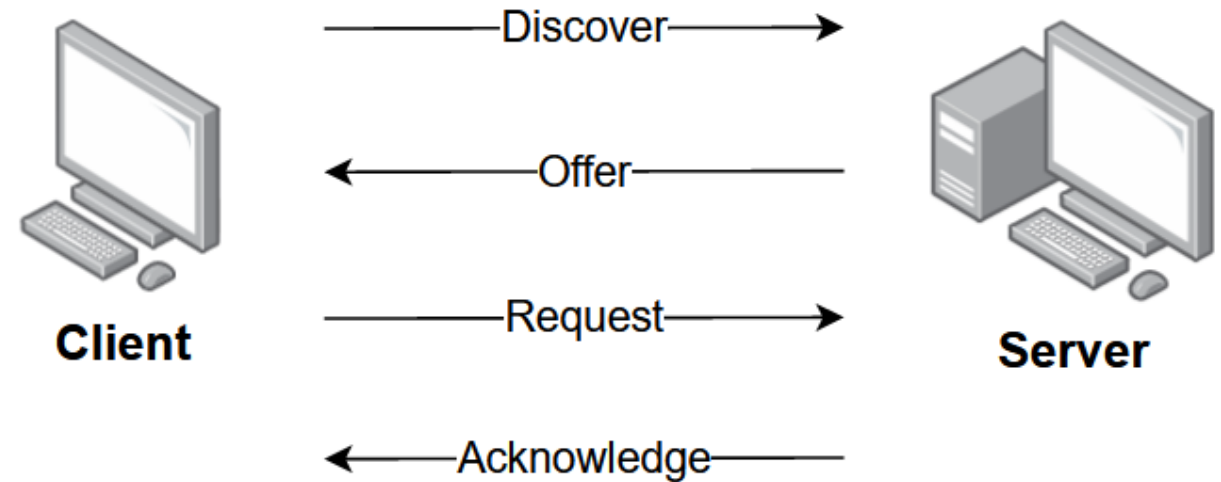 Discover
Offer
Request
Client
Server
Acknowledge